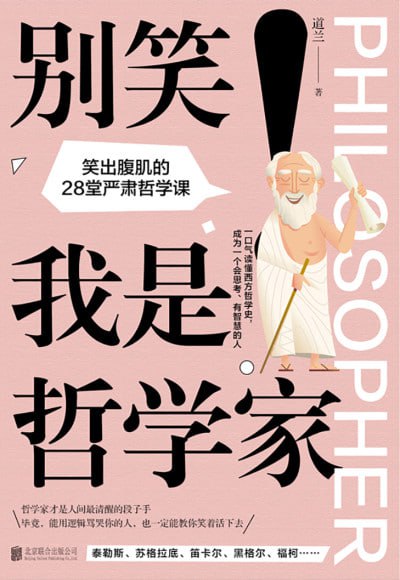 别笑!
我是
哲学家
道兰
著
PHILOSOPHER
笑出腹肌的
28堂严肃哲学课
一口气读懂西方哲学史,
成为一个会思考、有智慧的人
哲学家才是人间最清醒的段子手
毕竟,能用逻辑骂哭你的人、也一定能教你笑着活下去
北京联合出版公司
Beijing United Publishing Co.,Ltd.
泰勒斯、苏格拉底、笛卡尔、黑格尔、福柯……